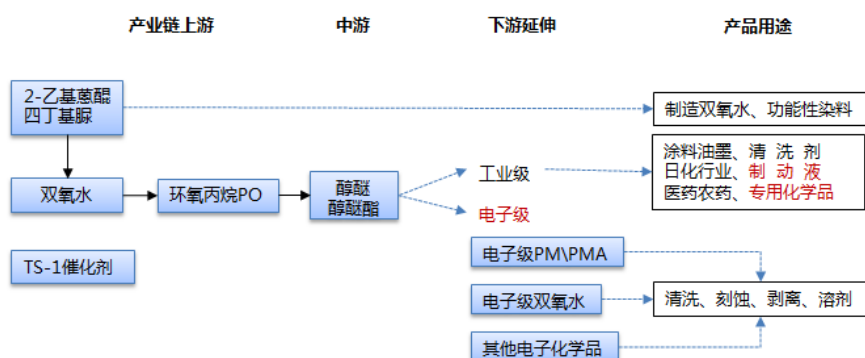 产业链上游 中游 下游延伸 产品用途
2-乙基蒽醌
四丁基脲
制造双氧水、功能性染料
双氧水
环氧丙烷PO
醇醚
醇醚酯
工业级
电子级
涂料油墨、清 洗 剂
日化行业、制 动 液
医药农药、专用化学品
TS-1催化剂
电子级PM\PMA
电子级双氧水
其他电子化学品
清洗、刻蚀、剥离、溶剂